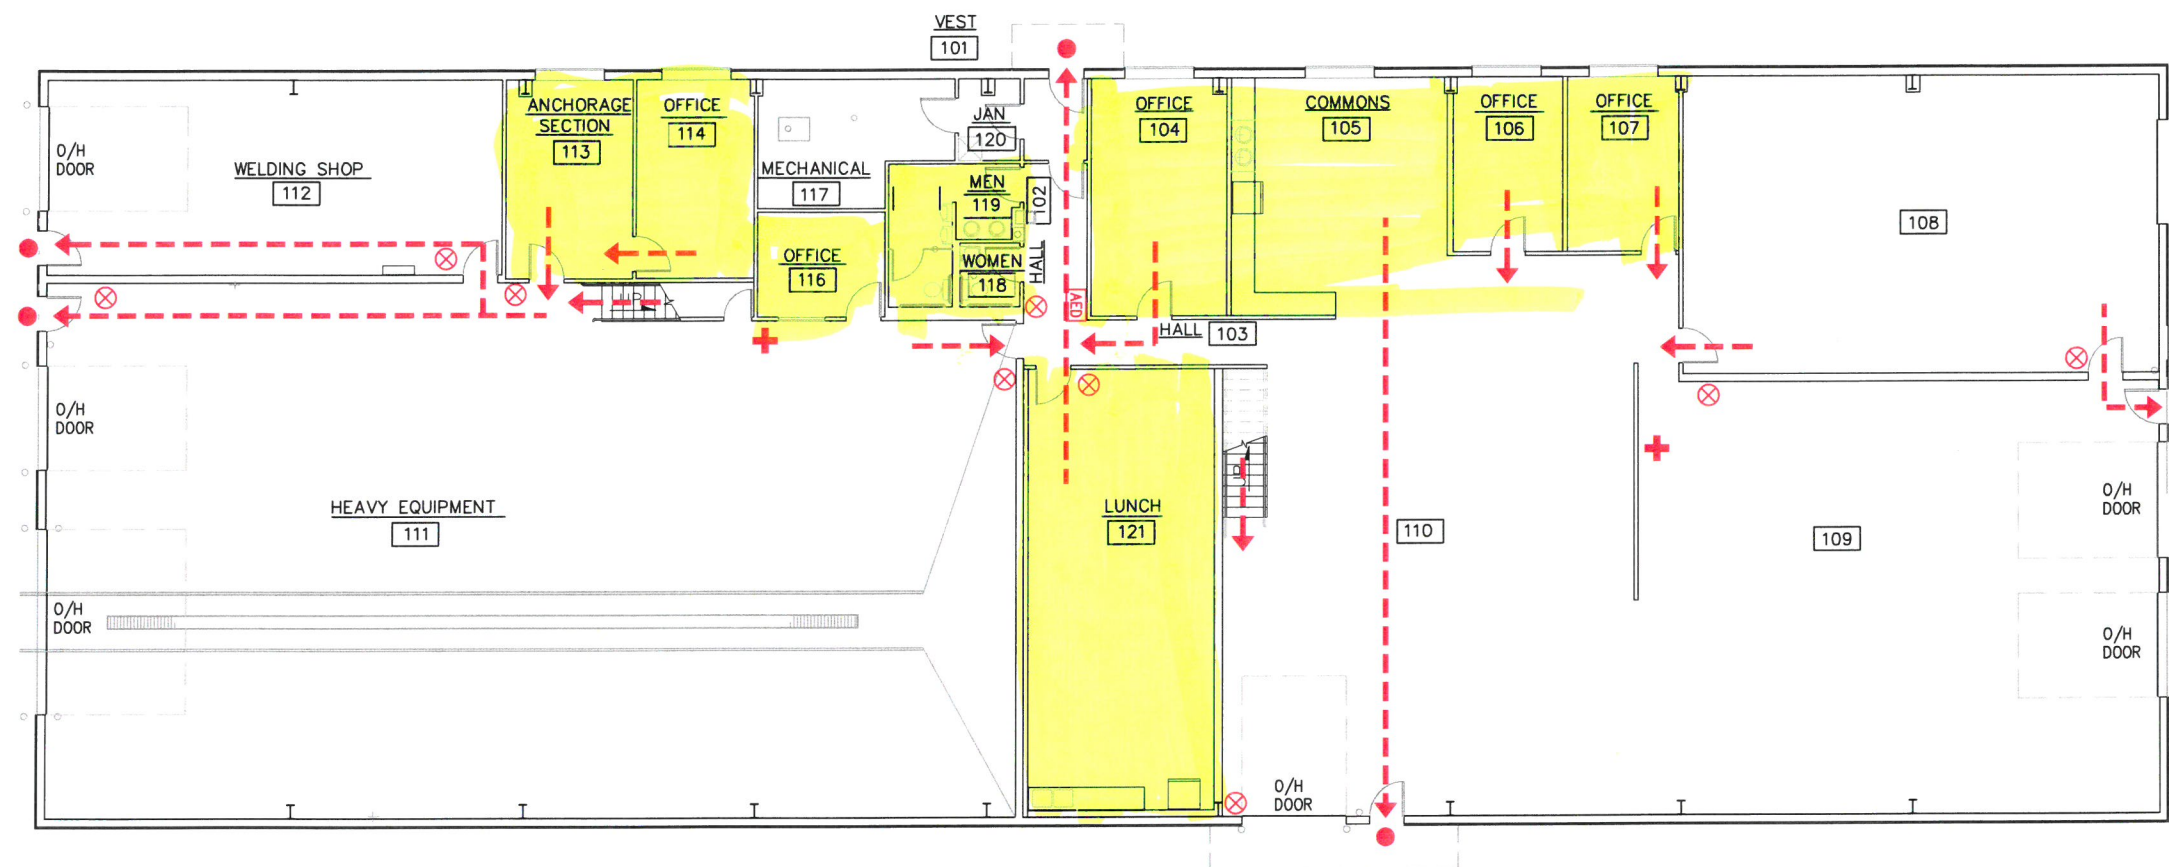 VEST
101
ANCHORAGE
SECTION
113
OFFICE
114
JAN
120
OFFICE
104
COMMONS
105
OFFICE
106
OFFICE
107
O/H
DOOR
WELDING SHOP
112
MECHANICAL
117
MEN
119
102
HALL
108
OFFICE
116
WOMEN
118
UP
AED
HALL 103
O/H
DOOR
HEAVY EQUIPMENT
111
LUNCH
121
UP
110
109
O/H
DOOR
O/H
DOOR
O/H
DOOR
O/H
DOOR